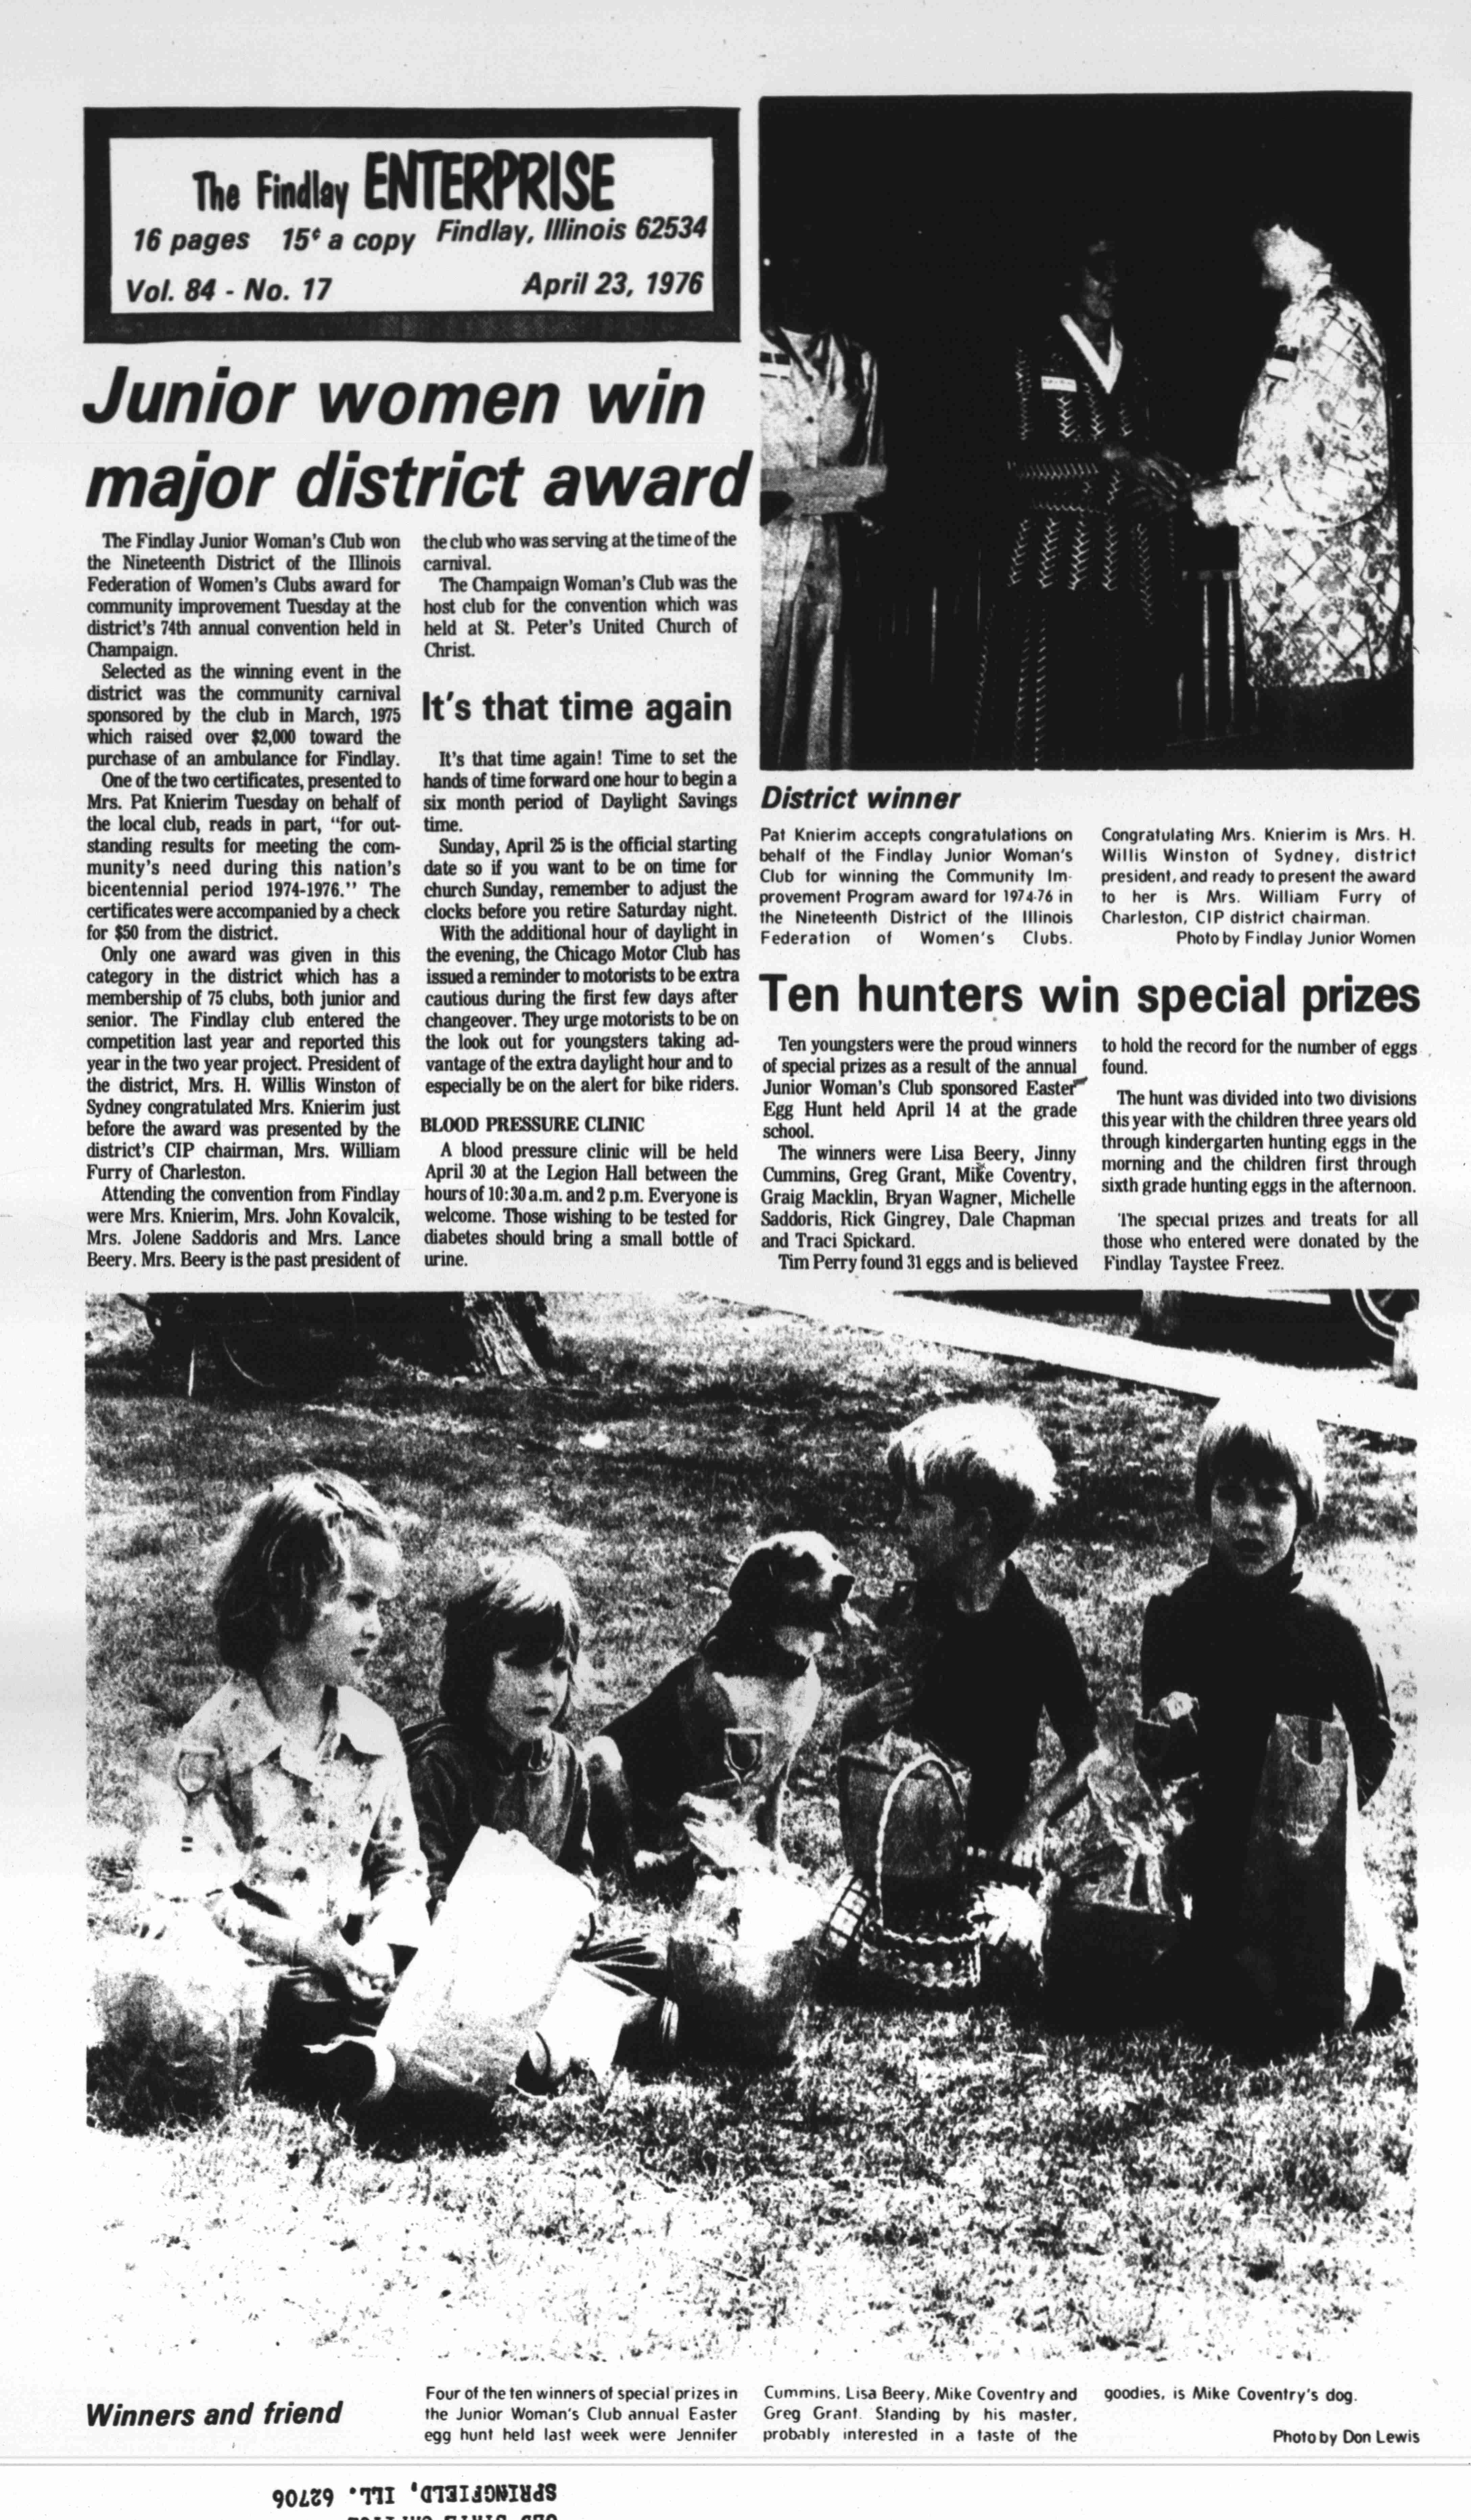 The Findlay ENTERPRISE
16 pages 15¢ a copy Findlay, Illinois 62534
Vol. 84 - No. 17 April 23, 1976
Junior women win
major district award
The Findlay Junior Woman's Club won
the Nineteenth District of the Illinois
Federation of Women's Clubs award for
community improvement Tuesday at the
district's 74th annual convention held in
Champaign.
Selected as the winning event in the
district was the community carnival
sponsored by the club in March, 1975
which raised over $2,000 toward the
purchase of an ambulance for Findlay.
One of the two certificates, presented to
Mrs. Pat Knierim Tuesday on behalf of
the local club, reads in part, "for out-
standing results for meeting the com-
munity's need during this nation's
bicentennial period 1974-1976." The
certificates were accompanied by a check
for $50 from the district.
Only one award was given in this
category in the district which has a
membership of 75 clubs, both junior and
senior. The Findlay club entered the
competition last year and reported this
year in the two year project. President of
the district, Mrs. H. Willis Winston of
Sydney congratulated Mrs. Knierim just
before the award was presented by the
district's CIP chairman, Mrs. William
Furry of Charleston.
Attending the convention from Findlay
were Mrs. Knierim, Mrs. John Kovalcik,
Mrs. Jolene Saddoris and Mrs. Lance
Beery. Mrs. Beery is the past president of
the club who was serving at the time of the
carnival.
The Champaign Woman's Club was the
host club for the convention which was
held at St. Peter's United Church of
Christ.
It's that time again
It's that time again! Time to set the
hands of time forward one hour to begin a
six month period of Daylight Savings
time.
Sunday, April 25 is the official starting
date so if you want to be on time for
church Sunday, remember to adjust the
clocks before you retire Saturday night.
With the additional hour of daylight in
the evening, the Chicago Motor Club has
issued a reminder to motorists to be extra
cautious during the first few days after
changeover. They urge motorists to be on
the look out for youngsters taking ad-
vantage of the extra daylight hour and to
especially be on the alert for bike riders.
BLOOD PRESSURE CLINIC
A blood pressure clinic will be held
April 30 at the Legion Hall between the
hours of 10:30 a.m. and 2 p.m. Everyone is
welcome. Those wishing to be tested for
diabetes should bring a small bottle of
urine.
District winner
Pat Knierim accepts congratulations on
behalf of the Findlay Junior Woman's
Club for winning the Community Im-
provement Program award for 1974-76 in
the Nineteenth District of the Illinois
Federation of Women's Clubs.
Congratulating Mrs. Knierim is Mrs. H.
Willis Winston of Sydney, district
president, and ready to present the award
to her is Mrs. William Furry of
Charleston, CIP district chairman.
Photo by Findlay Junior Women
Ten hunters win special prizes
Ten youngsters were the proud winners
of special prizes as a result of the annual
Junior Woman's Club sponsored Easter
Egg Hunt held April 14 at the grade
school.
The winners were Lisa Beery, Jinny
Cummins, Greg Grant, Mike Coventry,
Graig Macklin, Bryan Wagner, Michelle
Saddoris, Rick Gingrey, Dale Chapman
and Traci Spickard.
Tim Perry found 31 eggs and is believed
to hold the record for the number of eggs
found.
The hunt was divided into two divisions
this year with the children three years old
through kindergarten hunting eggs in the
morning and the children first through
sixth grade hunting eggs in the afternoon.
The special prizes and treats for all
those who entered were donated by the
Findlay Taystee Freez.
Winners and friend
Four of the ten winners of special prizes in
the Junior Woman's Club annual Easter
egg hunt held last week were Jennifer
Cummins, Lisa Beery, Mike Coventry and
Greg Grant. Standing by his master,
probably interested in a taste of the
goodies, is Mike Coventry's dog.
Photo by Don Lewis
SPRINGFIELD, ILL. 62706